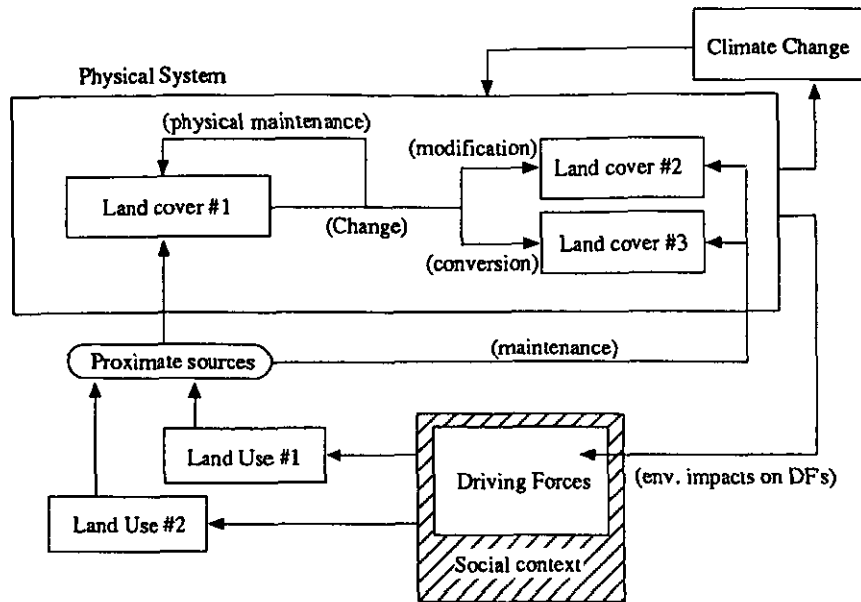 Climate Change
Physical System
(physical maintenance)
(modification)
Land cover #2
Land cover #1
(Change)
Land cover #3
(conversion)
Proximate sources
(maintenance)
Land Use #1
Driving Forces
(env. impacts on DF's)
Land Use #2
Social context